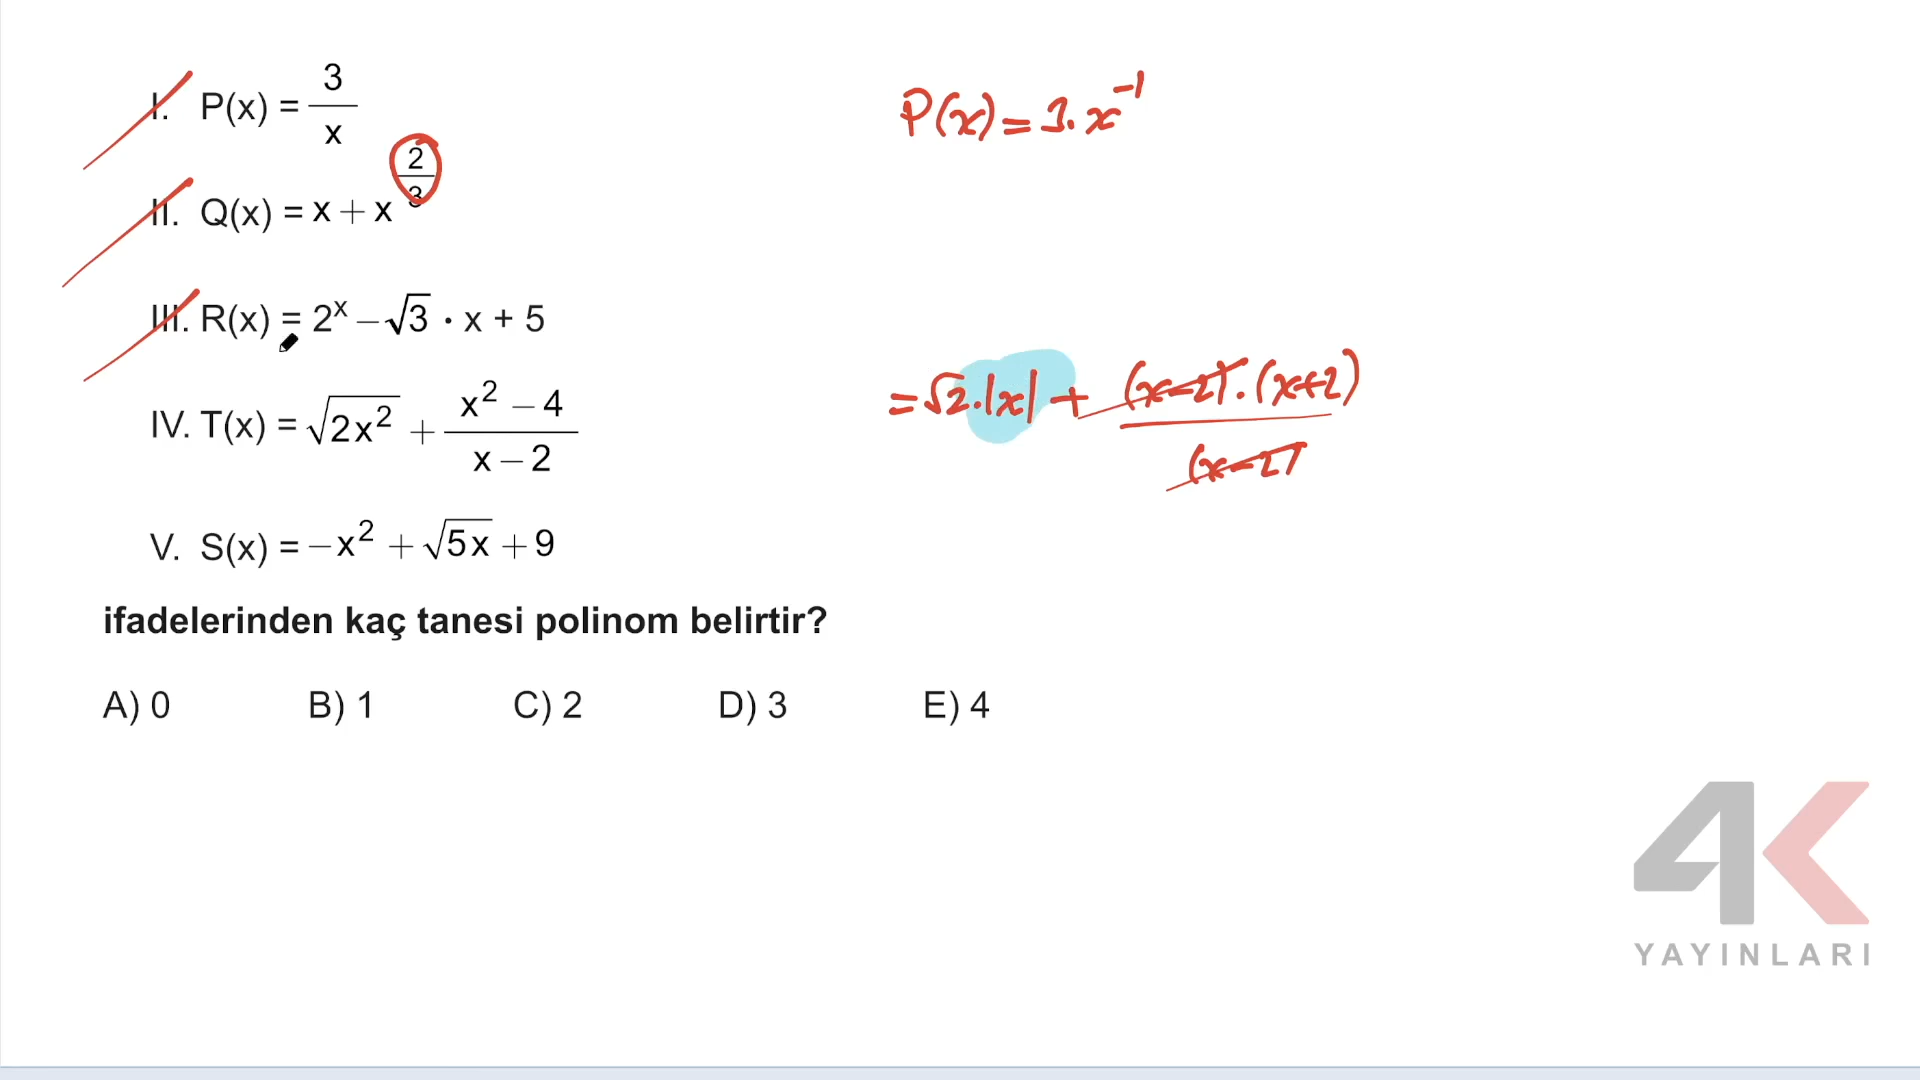 I. P(x) = 3/x
P(x) = 3.x⁻¹
II. Q(x) = x + x^(2/3)
III. R(x) = 2ˣ – √3 · x + 5
IV. T(x) = √(2x²) + (x² – 4)/(x – 2)
= √2.|x| + (x-2).(x+2)/(x-2)
V. S(x) = –x² + √(5x) + 9
ifadelerinden kaç tanesi polinom belirtir?
A) 0 B) 1 C) 2 D) 3 E) 4
4K
YAYINLARI